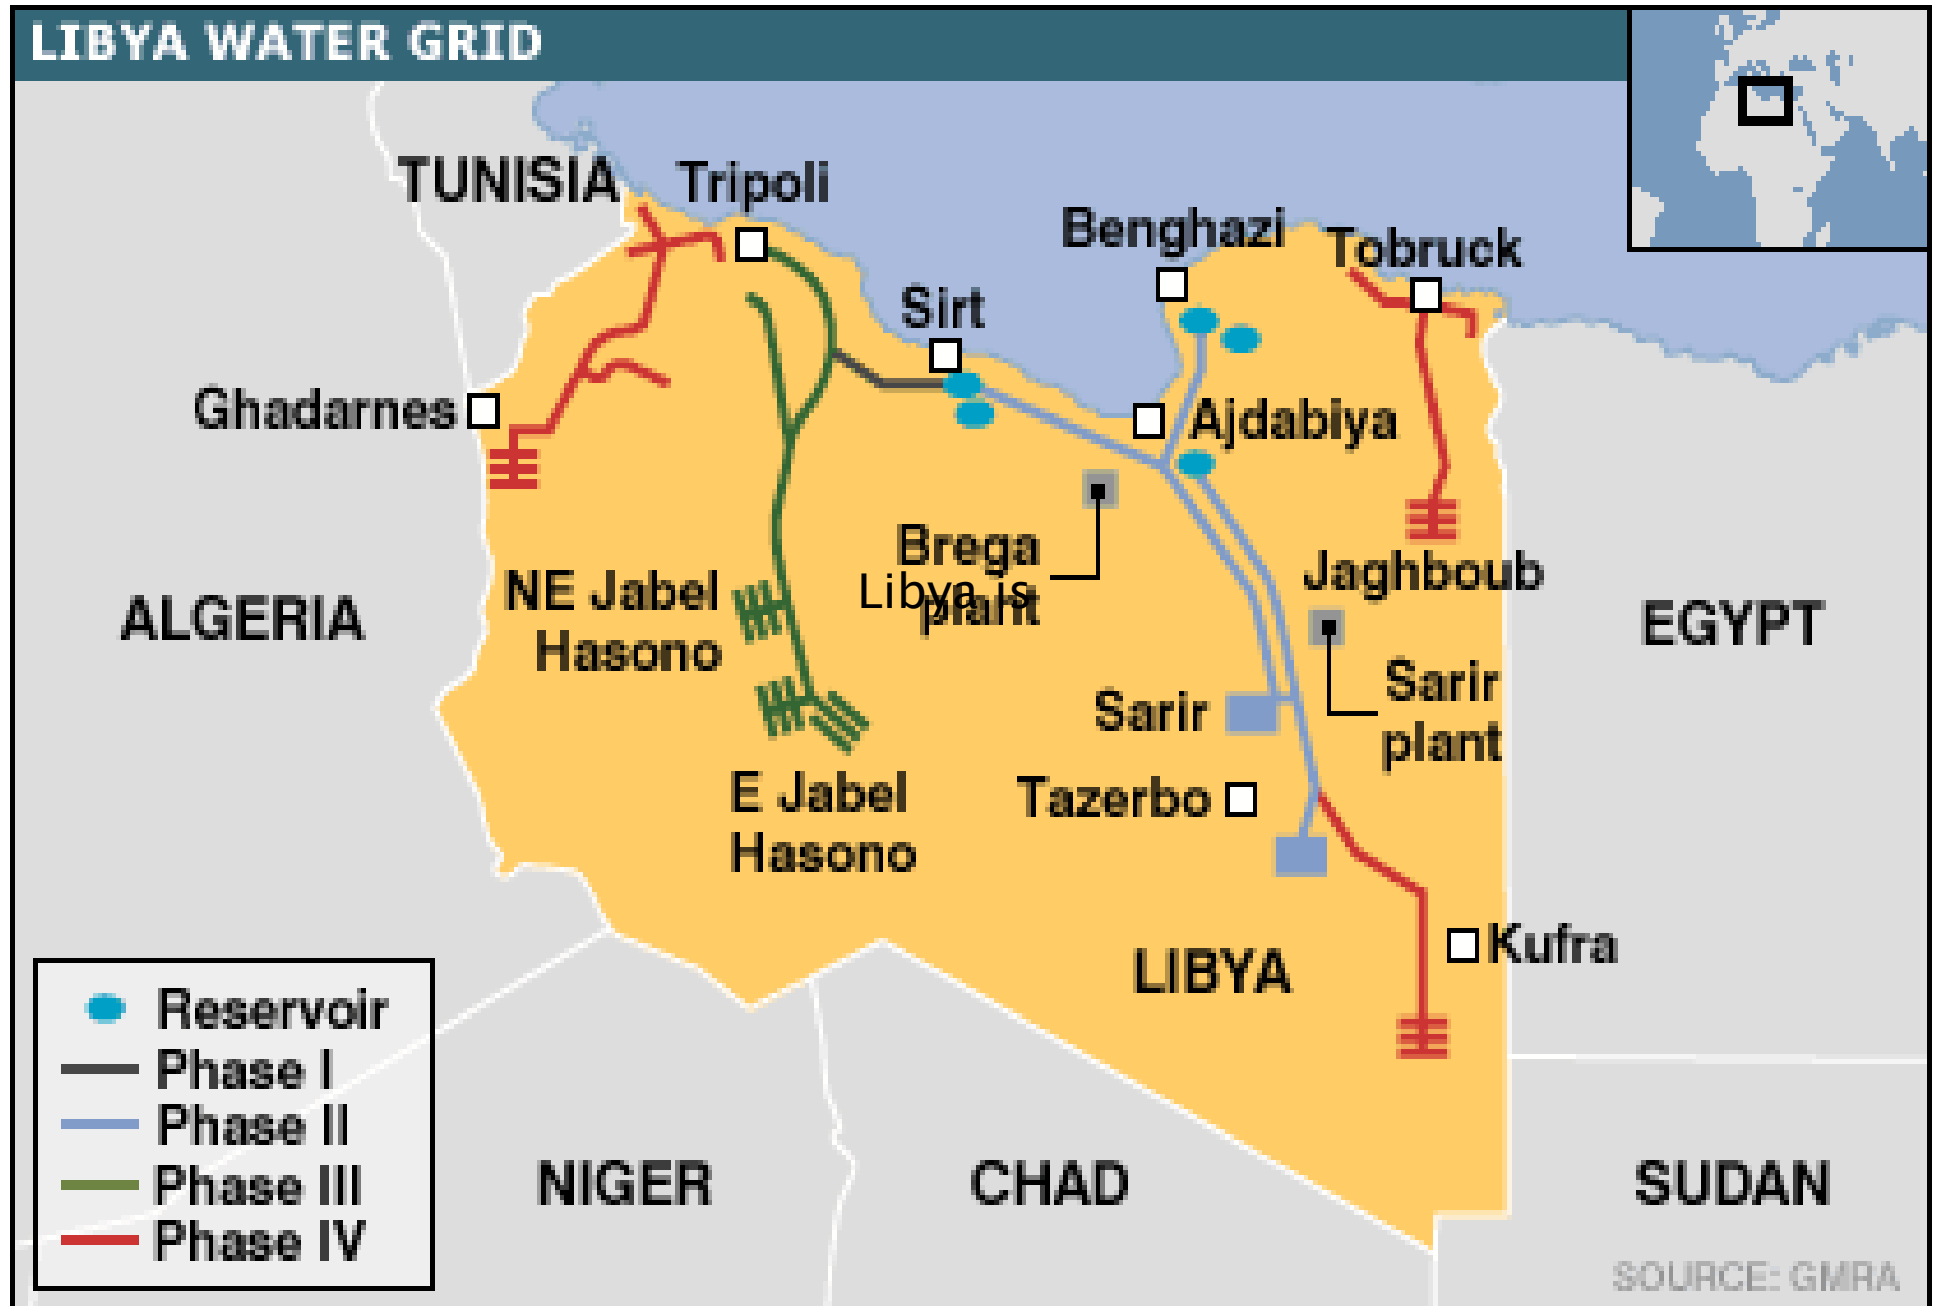 LIBYA WATER GRID
TUNISIA
Tripoli
Benghazi
Tobruck
Sirt
Ghadarnes
Ajdabiya
Brega
plant
Libya is
NE Jabel
Hasono
Jaghboub
ALGERIA
EGYPT
Sarir
Sarir
plant
E Jabel
Hasono
Tazerbo
LIBYA
Kufra
Reservoir
Phase I
Phase II
Phase III
Phase IV
NIGER
CHAD
SUDAN
SOURCE: GMRA